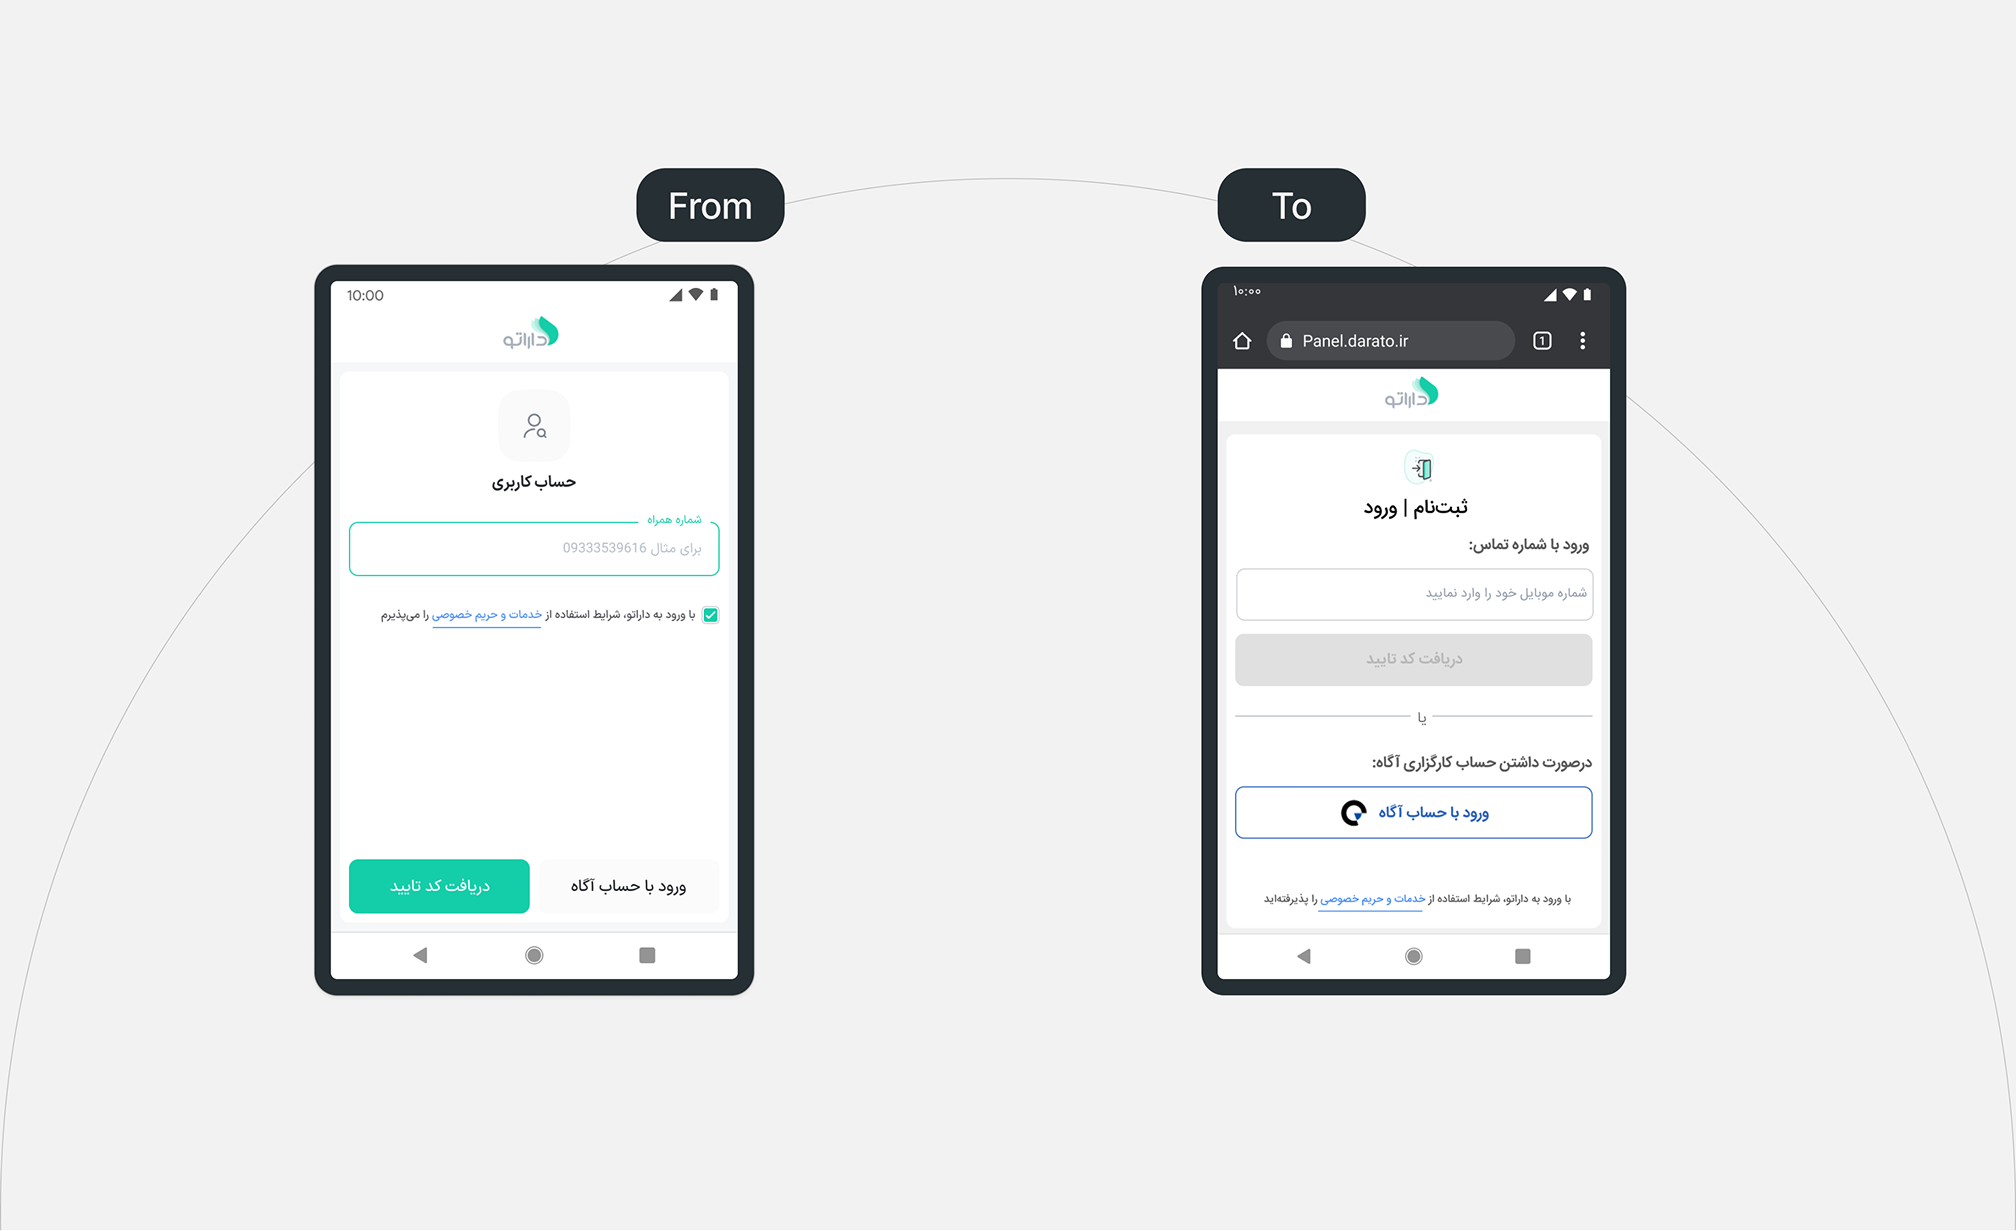 From
To
10:00
داراتو
حساب کاربری
شماره همراه
برای مثال 09333539616
با ورود به داراتو، شرایط استفاده از خدمات و حریم خصوصی را می‌پذیرم
ورود با حساب آگاه
دریافت کد تایید
۱۰:۰۰
Panel.darato.ir
1
داراتو
ثبت‌نام | ورود
ورود با شماره تماس:
شماره موبایل خود را وارد نمایید
دریافت کد تایید
یا
درصورت داشتن حساب کارگزاری آگاه:
ورود با حساب آگاه
با ورود به داراتو، شرایط استفاده از خدمات و حریم خصوصی را پذیرفته‌اید